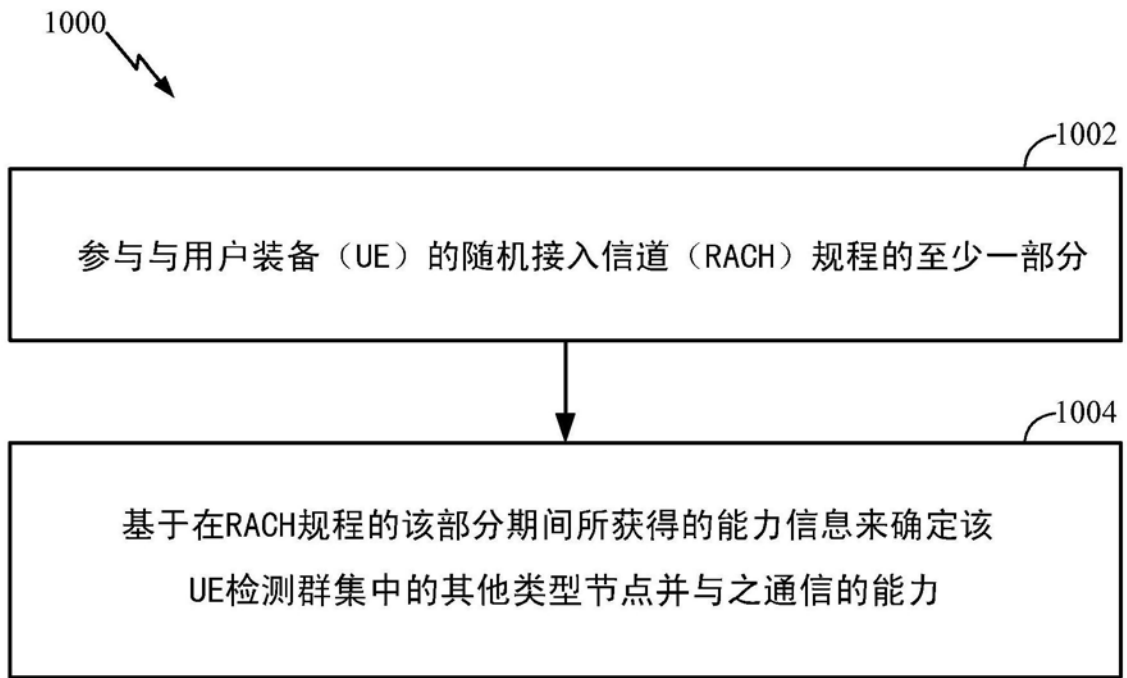 1000
1002
参与与用户装备（UE）的随机接入信道（RACH）规程的至少一部分
1004
基于在RACH规程的该部分期间所获得的能力信息来确定该
UE检测群集中的其他类型节点并与之通信的能力